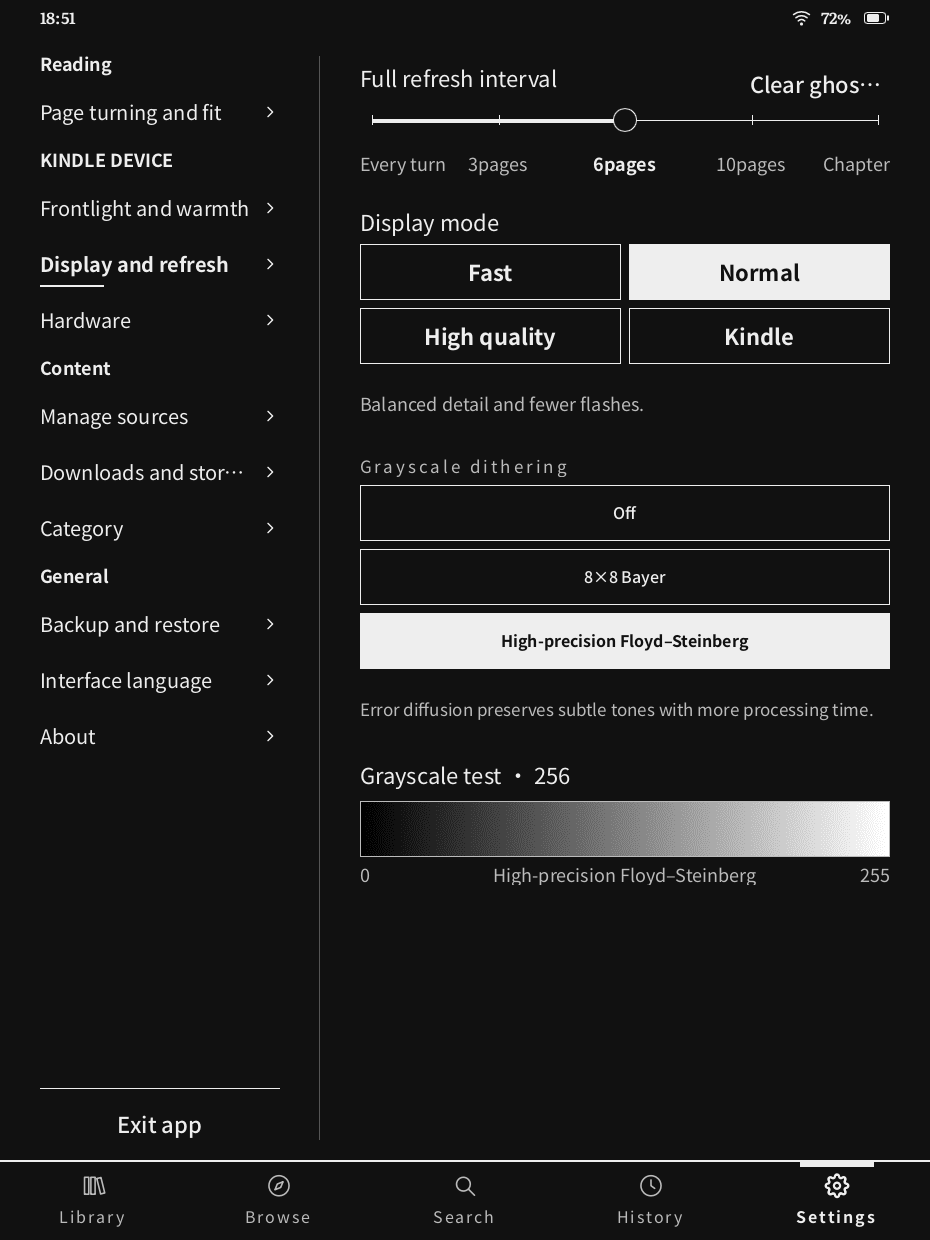 18:51
72%
Reading
Page turning and fit
KINDLE DEVICE
Frontlight and warmth
Display and refresh
Hardware
Content
Manage sources
Downloads and stor···
Category
General
Backup and restore
Interface language
About
Exit app
Full refresh interval
Clear ghos···
Every turn 3pages 6pages 10pages Chapter
Display mode
Fast Normal
High quality Kindle
Balanced detail and fewer flashes.
Grayscale dithering
Off
8×8 Bayer
High-precision Floyd–Steinberg
Error diffusion preserves subtle tones with more processing time.
Grayscale test · 256
0 High-precision Floyd–Steinberg 255
Library Browse Search History Settings